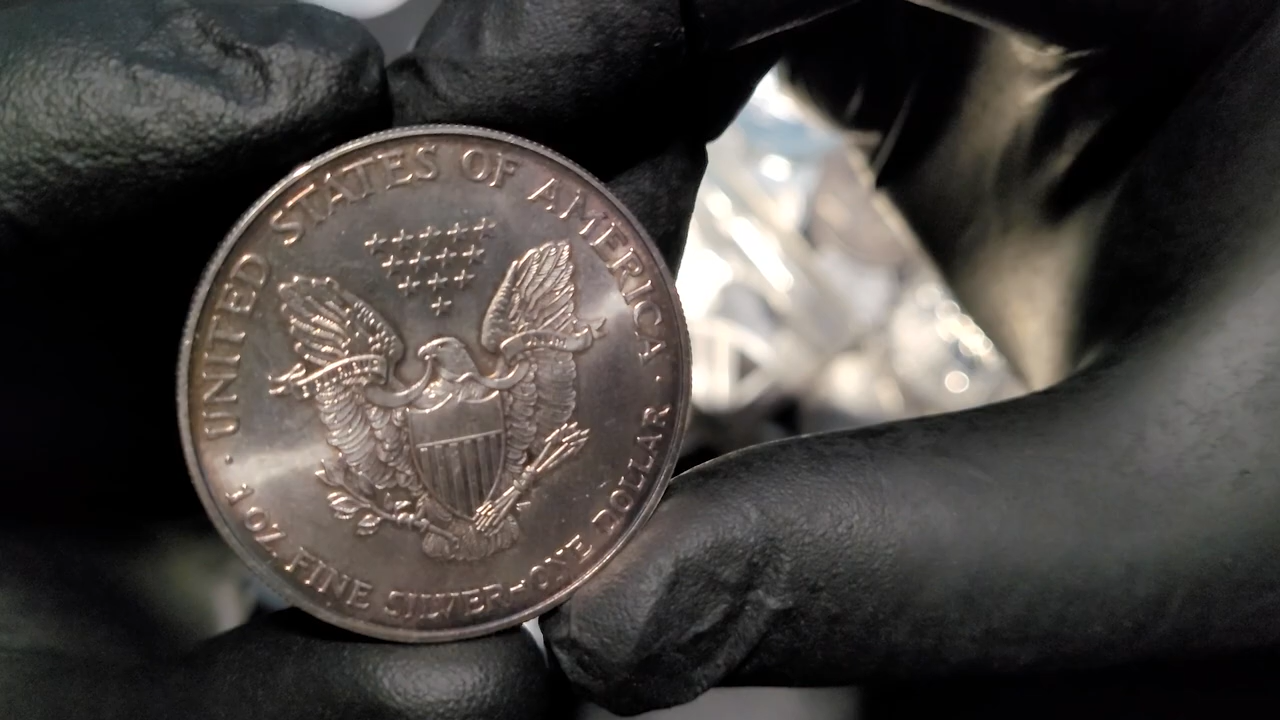 UNITED STATES OF AMERICA
· 1 OZ. FINE SILVER-ONE DOLLAR ·